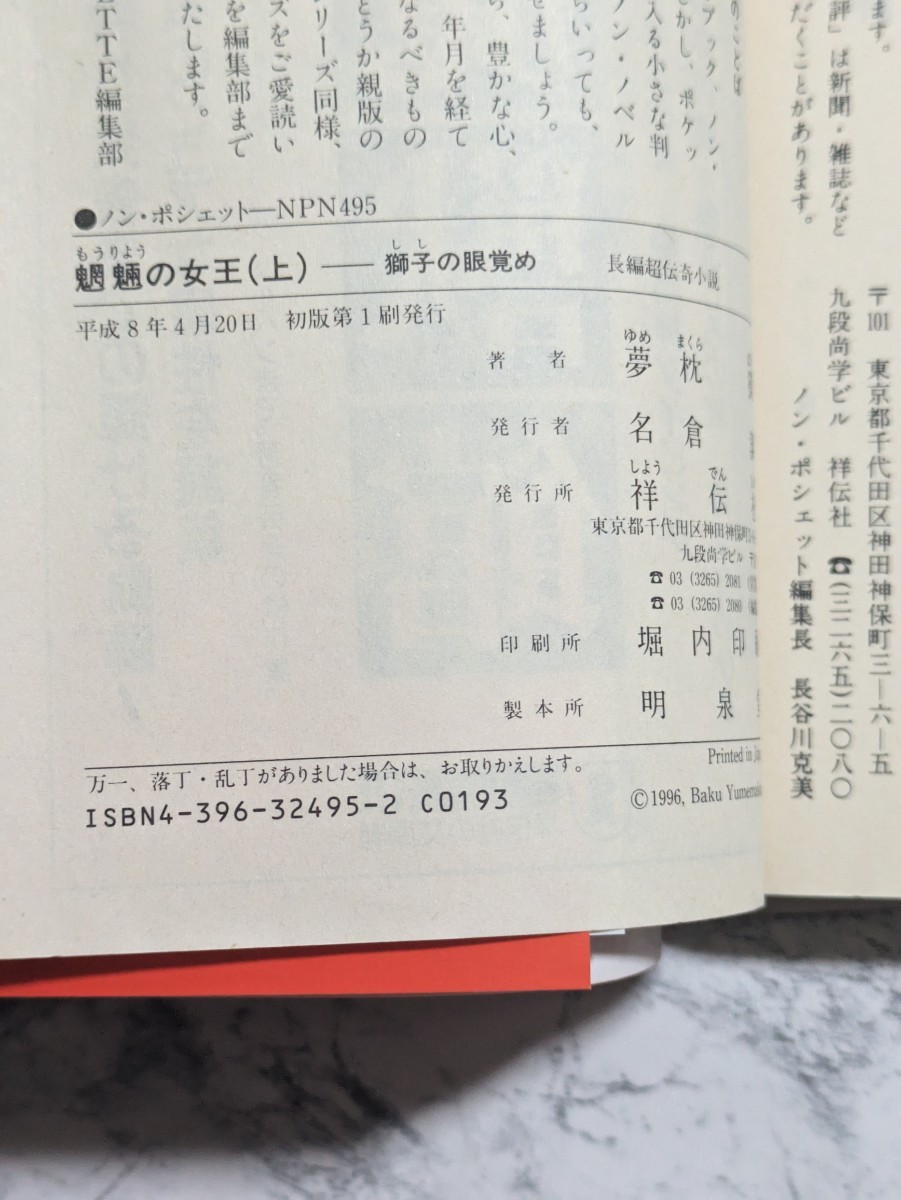 ます。
評」は新聞・雑誌など
だくことがあります。
〒101 東京都千代田区神田神保町三―六―五
九段尚学ビル 祥伝社 ☎(三二六五)二〇八〇
ノン・ポシェット編集長 長谷川克美
ブック、ノン・
かし、ポケッ
入る小さな判
ノン・ノベル
らいっても、
せましょう。
ら、豊かな心、
年月を経て
なるべきもの
どうか親版の
リーズ同様、
ズをご愛読い
を編集部まで
たします。
ETTE編集部
●ノン・ポシェット—NPN495
もうりよう しし
魍魎の女王(上)——獅子の眼覚め 長編超伝奇小説
平成8年4月20日 初版第1刷発行
ゆめ まくら
著者 夢枕
発行者 名倉
しよう でん
発行所 祥伝
東京都千代田区神田神保町
九段尚学ビル
☎ 03 (3265) 2081
☎ 03 (3265) 2080
印刷所 堀内印
製本所 明泉
万一、落丁・乱丁がありました場合は、お取りかえします。
Printed in Ja
ISBN4-396-32495-2 C0193
©1996, Baku Yumema